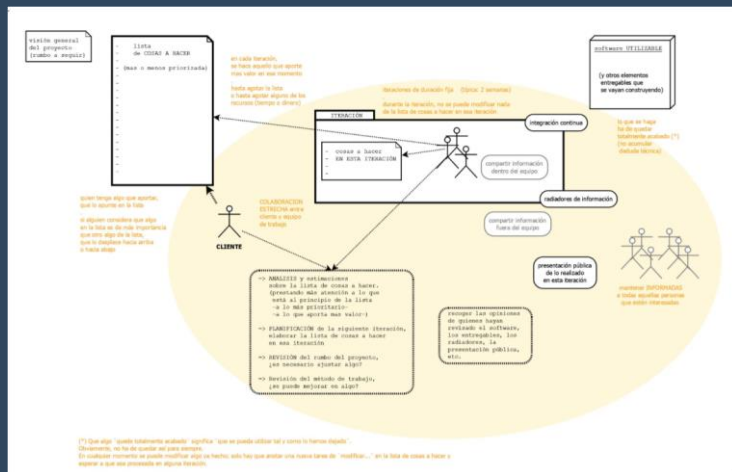 visión general
del proyecto
(rumbo a seguir)
lista
de COSAS A HACER
(mas o menos priorizada)
en cada iteración,
se hace aquello que aporte
más valor en ese momento
hasta agotar la lista
o hasta agotar alguno de los
recursos (tiempo o dinero)
iteraciones de duración fija (típico: 2 semanas)
durante la iteración, no se puede modificar nada
de la lista de cosas a hacer en esa iteración
software UTILIZABLE
(y otros elementos
entregables que
se vayan construyendo)
lo que se haga
ha de quedar
totalmente acabado (*)
(no acumular
deuda técnica)
ITERACIÓN
- cosas a hacer
- EN ESTA ITERACIÓN
integración continua
compartir información
dentro del equipo
radiadores de información
compartir información
fuera del equipo
quien tenga algo que aportar,
que lo apunte en la lista
si alguien considera que algo
en la lista es de más importancia
que otro algo de la lista,
que lo desplace hacia arriba
o hacia abajo
CLIENTE
COLABORACION
ESTRECHA entre
cliente y equipo
de trabajo
presentación pública
de lo realizado
en esta iteración
mantener INFORMADAS
a todas aquellas personas
que estén interesadas
-> ANALISIS y estimaciones
sobre la lista de cosas a hacer.
(prestando más atención a lo que
está al principio de la lista
-a lo más prioritario-
-a lo que aporta mas valor-)
-> PLANIFICACIÓN de la siguiente iteración,
elaborar la lista de cosas a hacer
en esa iteración
-> REVISIÓN del rumbo del proyecto,
¿es necesario ajustar algo?
-> Revisión del método de trabajo,
¿se puede mejorar en algo?
recoger las opiniones
de quienes hayan
revisado el software,
los entregables, los
radiadores, la
presentación pública,
etc.
(*) Que algo ¨quede totalmente acabado¨ significa ¨que se pueda utilizar tal y como lo hemos dejado¨.
Obviamente, no ha de quedar así para siempre.
En cualquier momento se puede modificar algo ya hecho, solo hay que anotar una nueva tarea de ¨modificar...¨ en la lista de cosas a hacer y
esperar a que sea procesada en alguna iteración.